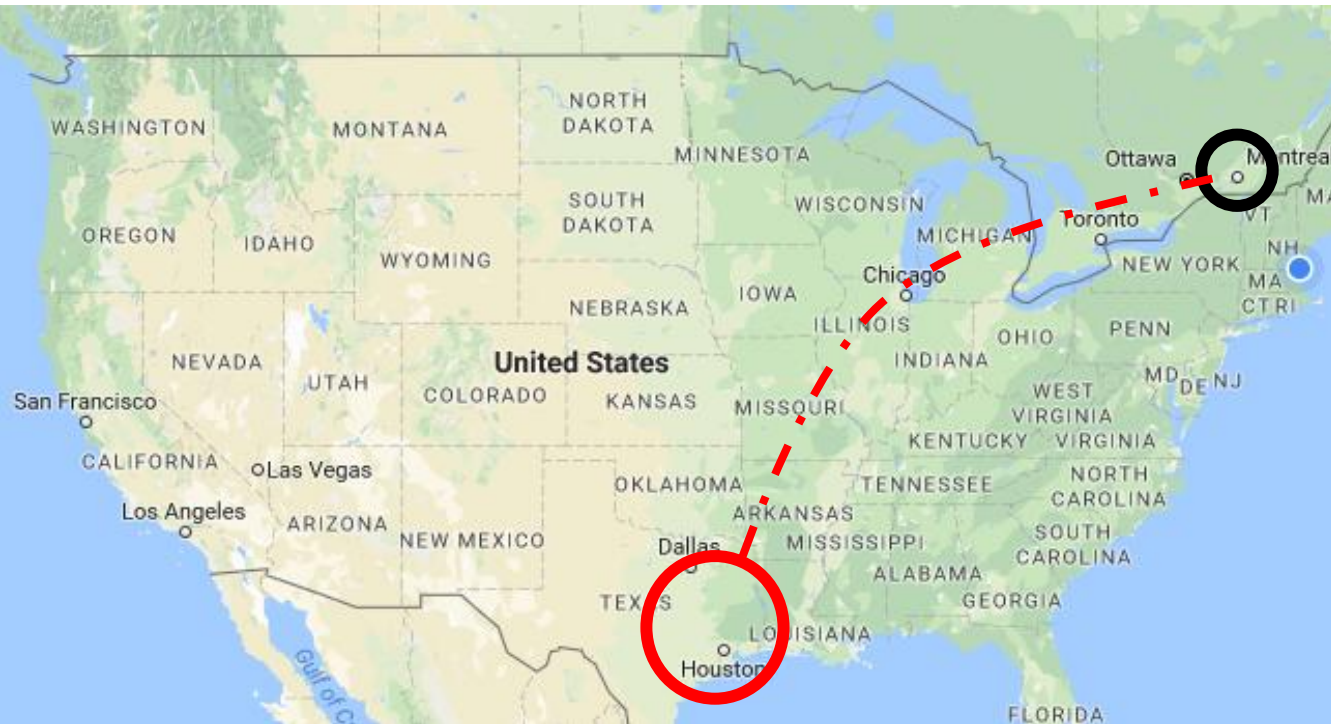 NORTH
DAKOTA
WASHINGTON
MONTANA
MINNESOTA
Ottawa
Montreal
SOUTH
DAKOTA
WISCONSIN
MA
VT
Toronto
OREGON
IDAHO
MICHIGAN
WYOMING
NEW YORK
NH
Chicago
MA
CT RI
IOWA
NEBRASKA
ILLINOIS
OHIO
PENN
INDIANA
NEVADA
United States
UTAH
COLORADO
KANSAS
MISSOURI
WEST
VIRGINIA
MD
DE
NJ
San Francisco
KENTUCKY
VIRGINIA
CALIFORNIA
Las Vegas
OKLAHOMA
TENNESSEE
NORTH
CAROLINA
Los Angeles
ARIZONA
NEW MEXICO
ARKANSAS
Dallas
MISSISSIPPI
SOUTH
CAROLINA
ALABAMA
TEXAS
GEORGIA
LOUISIANA
Houston
Gulf of C
FLORIDA